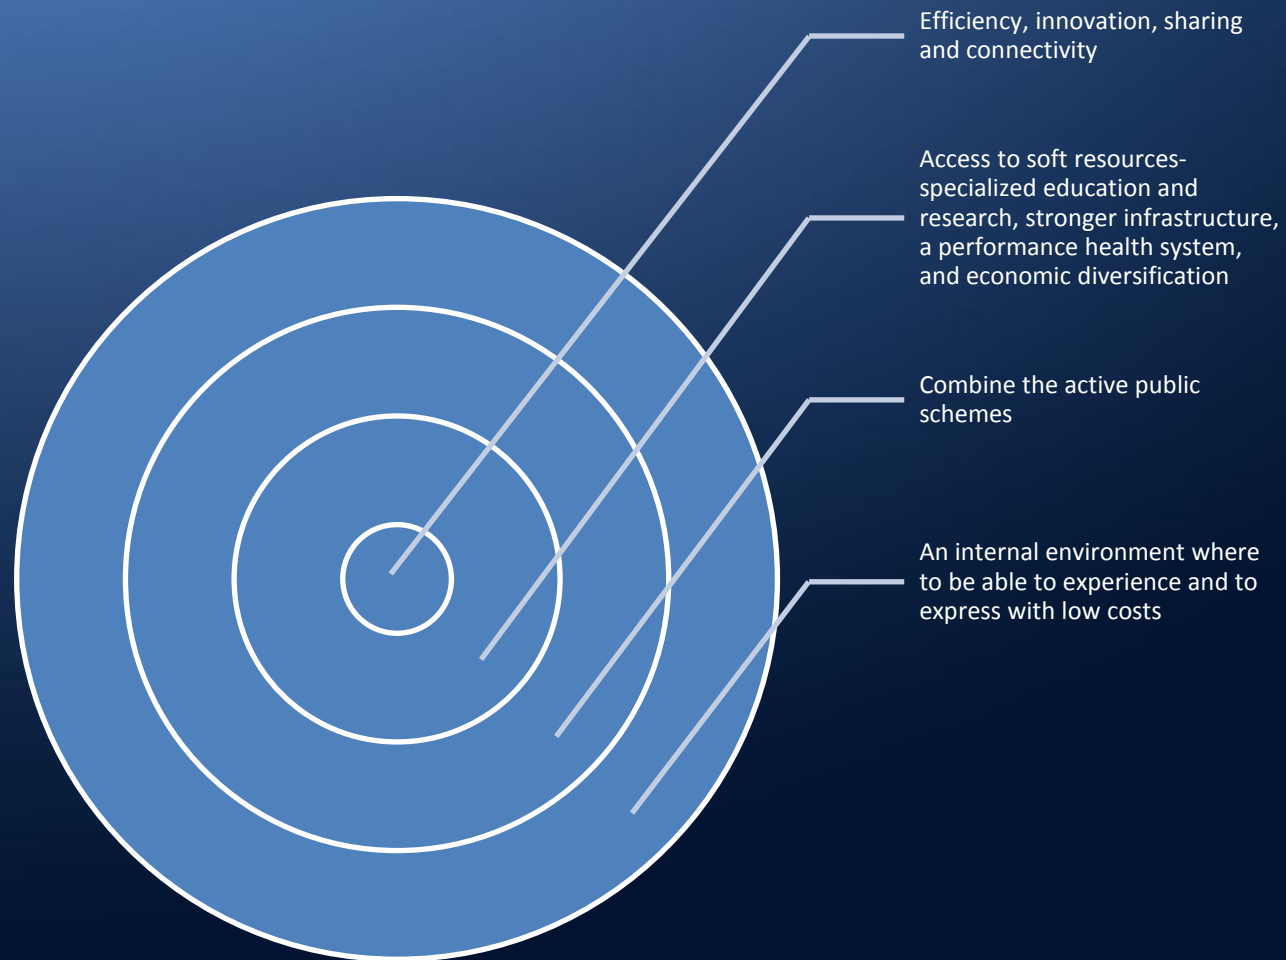 Efficiency, innovation, sharing
and connectivity
Access to soft resources-
specialized education and
research, stronger infrastructure,
a performance health system,
and economic diversification
Combine the active public
schemes
An internal environment where
to be able to experience and to
express with low costs